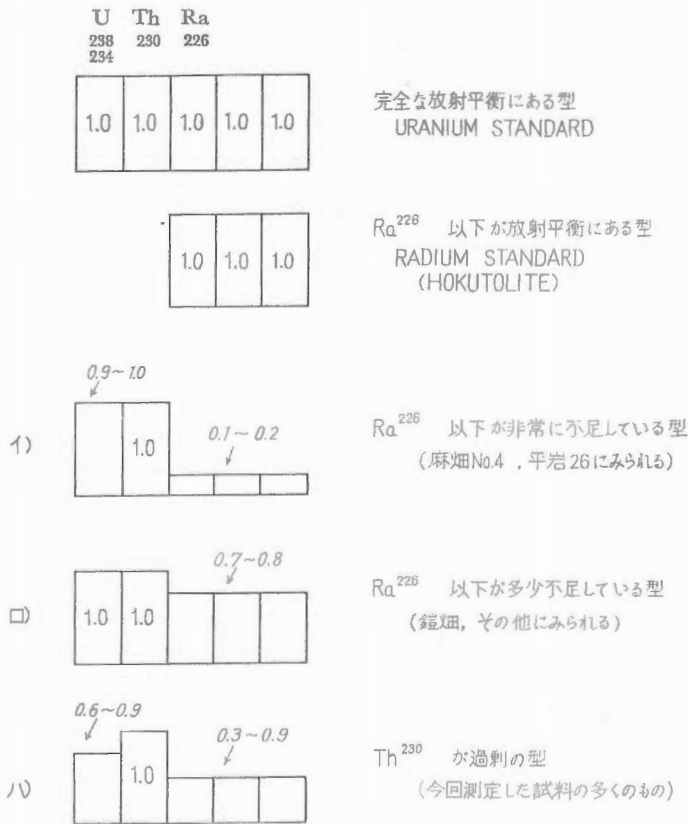 U Th Ra
238 230 226
234
1.0 1.0 1.0 1.0 1.0
完全な放射平衡にある型
URANIUM STANDARD
1.0 1.0 1.0
Ra226 以下が放射平衡にある型
RADIUM STANDARD
(HOKUTOLITE)
イ)
0.9~1.0
1.0
0.1~0.2
Ra226 以下が非常に不足している型
(麻畑No.4 , 平岩26にみられる)
ロ)
1.0 1.0
0.7~0.8
Ra226 以下が多少不足している型
(鎧畑, その他にみられる)
ハ)
0.6~0.9
1.0
0.3~0.9
Th230 が過剰の型
(今回測定した試料の多くのもの)